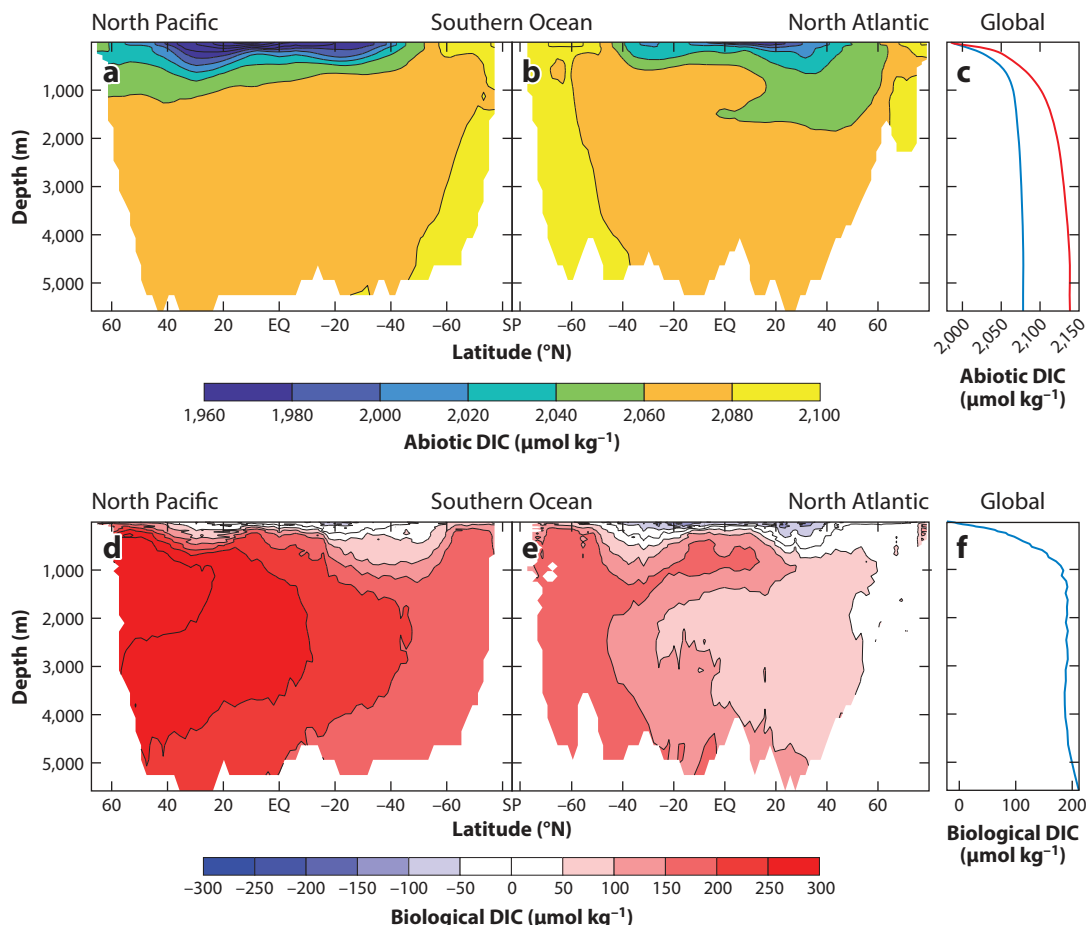 North Pacific Southern Ocean North Atlantic Global
a b c
Depth (m)
1,000
2,000
3,000
4,000
5,000
60 40 20 EQ –20 –40 –60 SP –60 –40 –20 EQ 20 40 60
Latitude (°N)
2,000 2,050 2,100 2,150
Abiotic DIC
(µmol kg⁻¹)
1,960 1,980 2,000 2,020 2,040 2,060 2,080 2,100
Abiotic DIC (µmol kg⁻¹)
North Pacific Southern Ocean North Atlantic Global
d e f
Depth (m)
1,000
2,000
3,000
4,000
5,000
60 40 20 EQ –20 –40 –60 SP –60 –40 –20 EQ 20 40 60
Latitude (°N)
0 100 200
Biological DIC
(µmol kg⁻¹)
–300 –250 –200 –150 –100 –50 0 50 100 150 200 250 300
Biological DIC (µmol kg⁻¹)